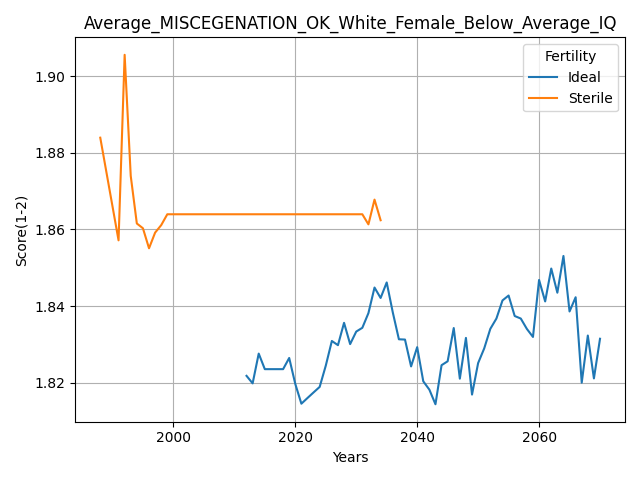 Average_MISCEGENATION_OK_White_Female_Below_Average_IQ
Fertility
Ideal
Sterile
Score(1-2)
1.90
1.88
1.86
1.84
1.82
2000
2020
2040
2060
Years